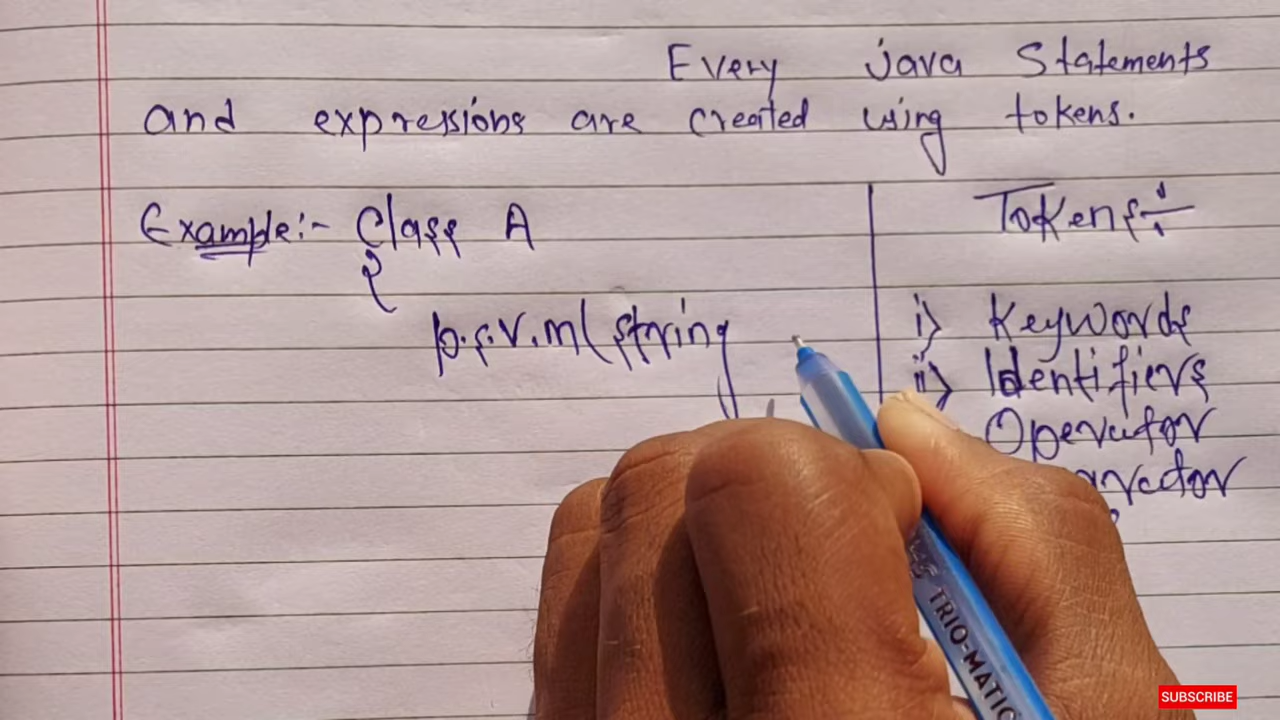 Every java Statements
and expressions are created using tokens.
Example:- Class A
{
p.s.v.m( string
Tokens:-
i) Keywords
ii) Identifiers
Operator
TRIO-MATIC
SUBSCRIBE